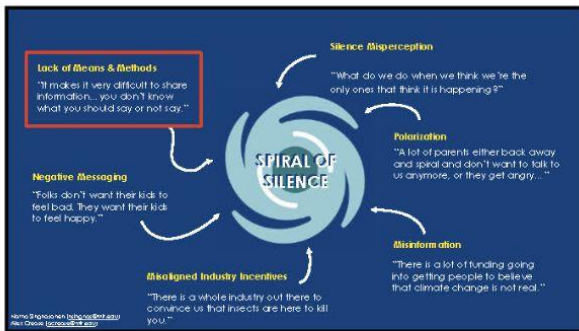 Silence Misperception
"What do we do when we think we're the
only ones that think it is happening?"
Lack of Means & Methods
"It makes it very difficult to share
information... you don't know
what you should say or not say."
Polarization
"A lot of parents either back away
and spiral and don't want to talk to
us anymore, or they get angry..."
SPIRAL OF
SILENCE
Negative Messaging
"Folks don't want their kids to
feel bad. They want their kids
to feel happy."
Misinformation
"There is a lot of funding going
into getting people to believe
that climate change is not real."
Misaligned Industry Incentives
"There is a whole industry out there to
convince us that insects are here to kill
you."